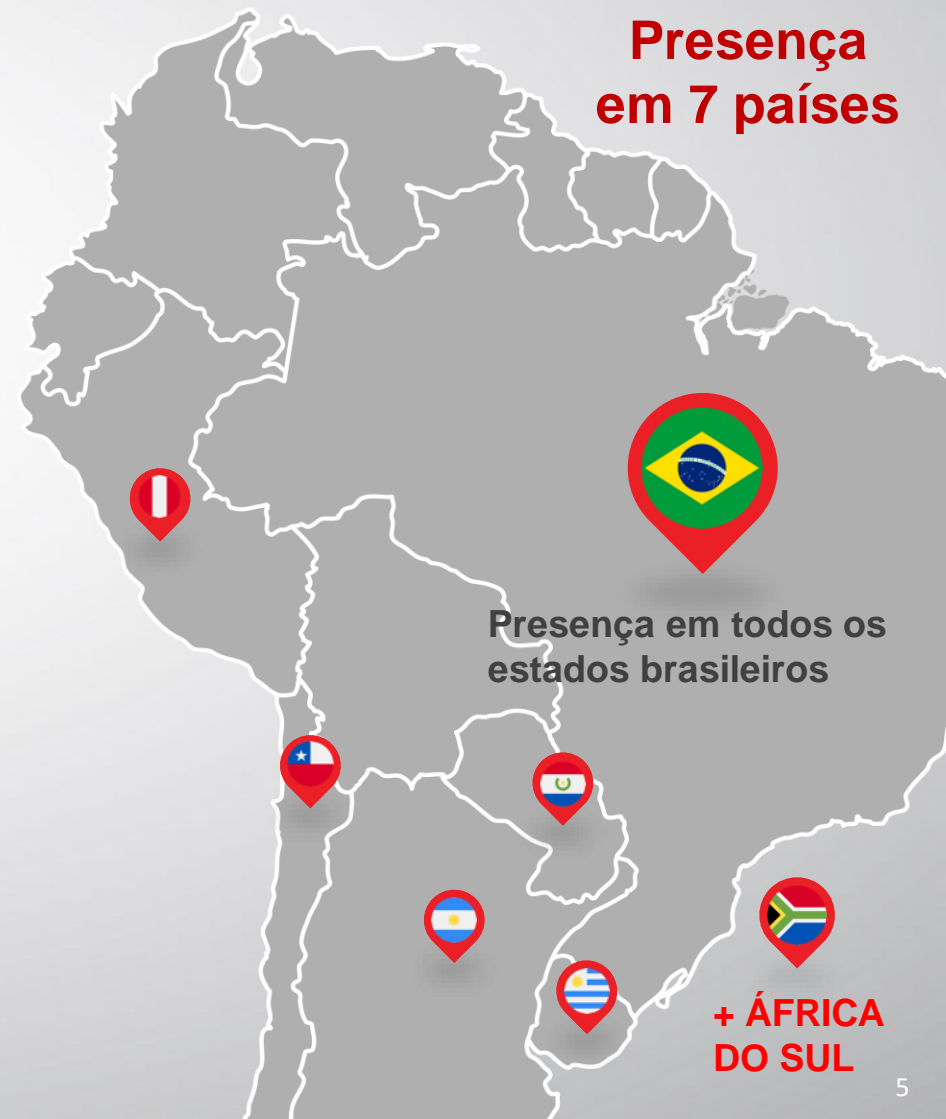 Presença
em 7 países
Presença em todos os
estados brasileiros
+ ÁFRICA
DO SUL
5